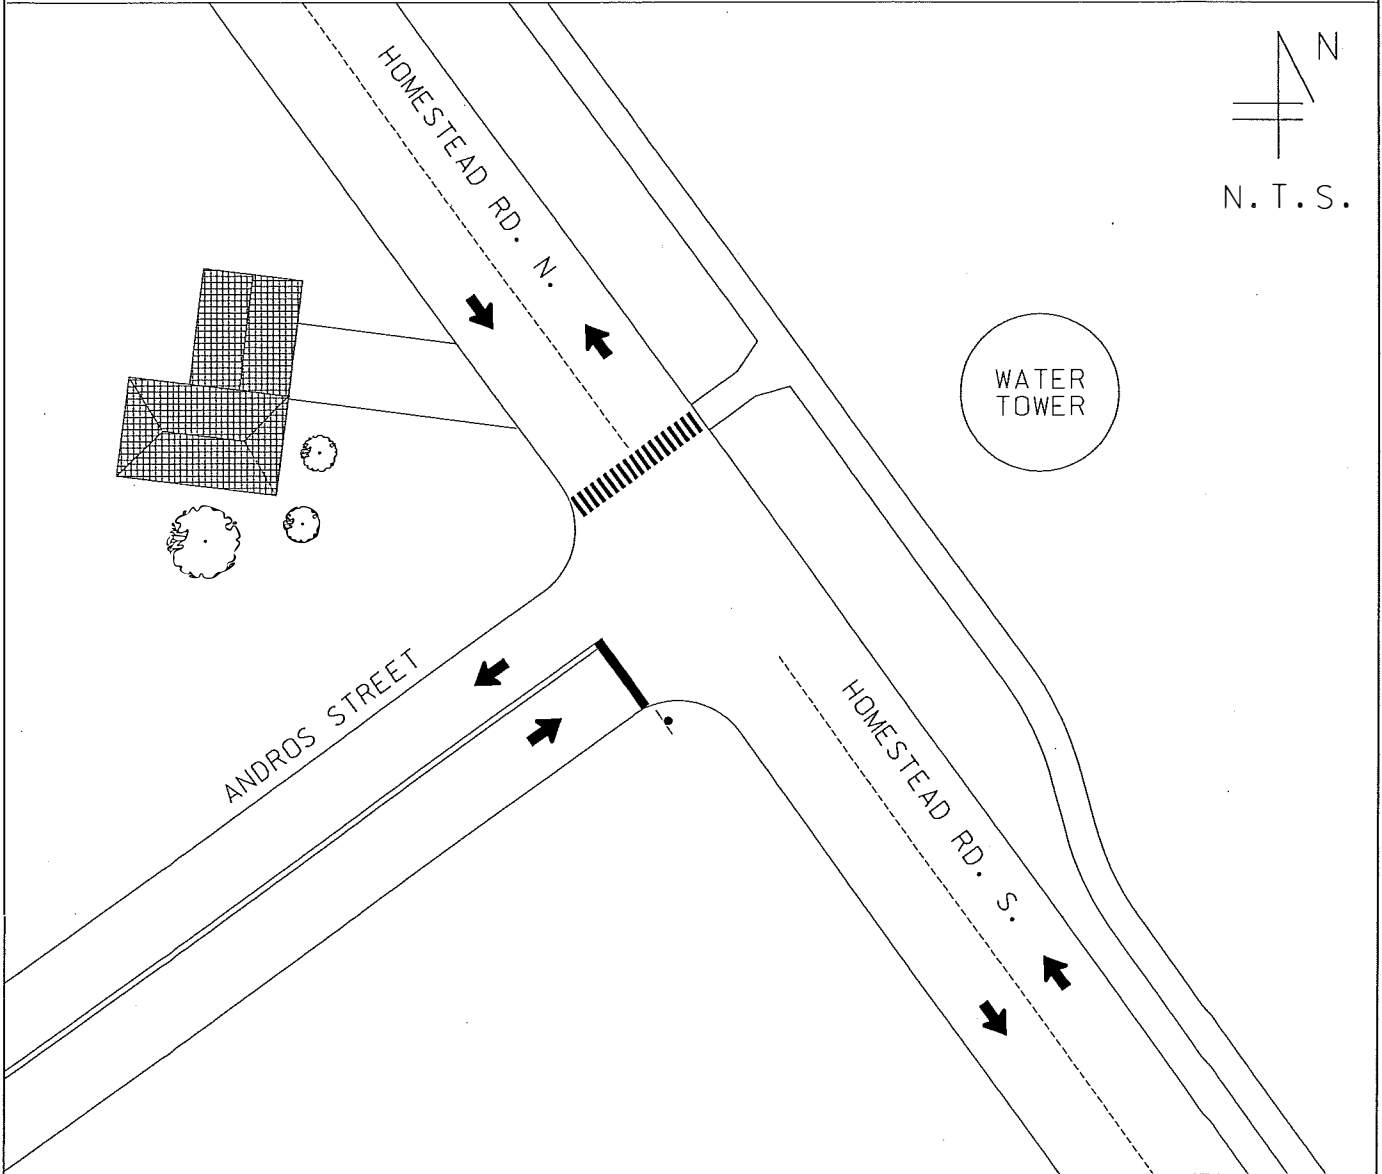 N
N.T.S.
HOMESTEAD RD. N.
WATER
TOWER
ANDROS STREET
HOMESTEAD RD. S.